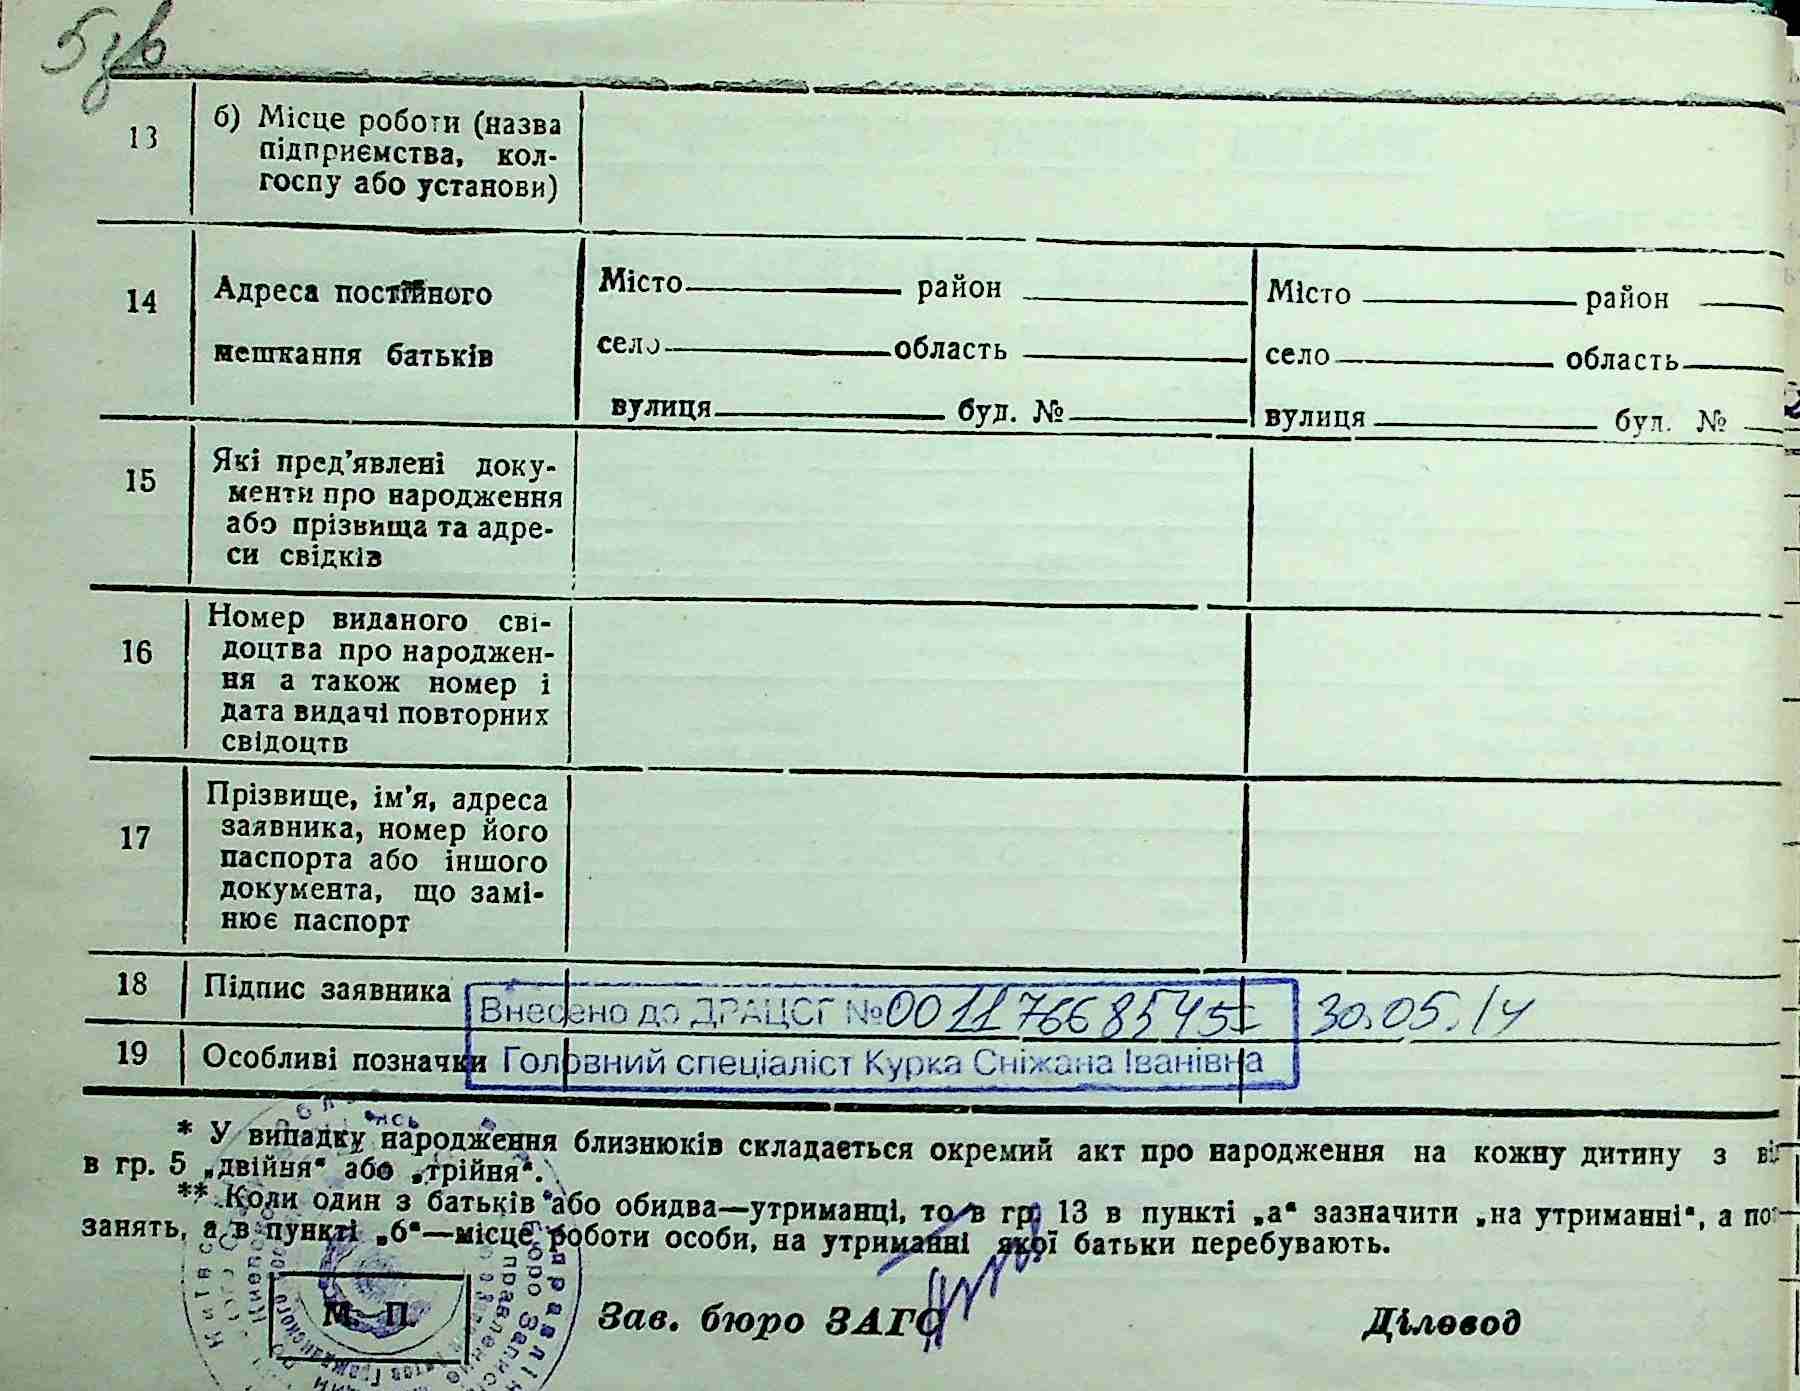 13 б) Місце роботи (назва
підприємства, кол-
госпу або установи)
14 Адреса постійного
мешкання батьків
Місто район
село область
вулиця буд. №
Місто район
село область
вулиця буд. №
15 Які пред’явлені доку-
менти про народження
або прізвища та адре-
си свідків
16 Номер виданого сві-
доцтва про народжен-
ня а також номер і
дата видачі повторних
свідоцтв
17 Прізвище, ім’я, адреса
заявника, номер його
паспорта або іншого
документа, що замі-
нює паспорт
18 Підпис заявника
Внесено до ДРАЦСГ № 30.05.14
19 Особливі позначки
Головний спеціаліст Курка Сніжана Іванівна
* У випадку народження близнюків складається окремий акт про народження на кожну дитину з
в гр. 5 „двійня“ або „трійня“.
** Коли один з батьків або обидва—утриманці, то в гр. 13 в пункті „а“ зазначити „на утриманні“, а
занять, а в пункті „б“—місце роботи особи, на утриманні якої батьки перебувають.
М. П. Зав. бюро ЗАГС Діловод